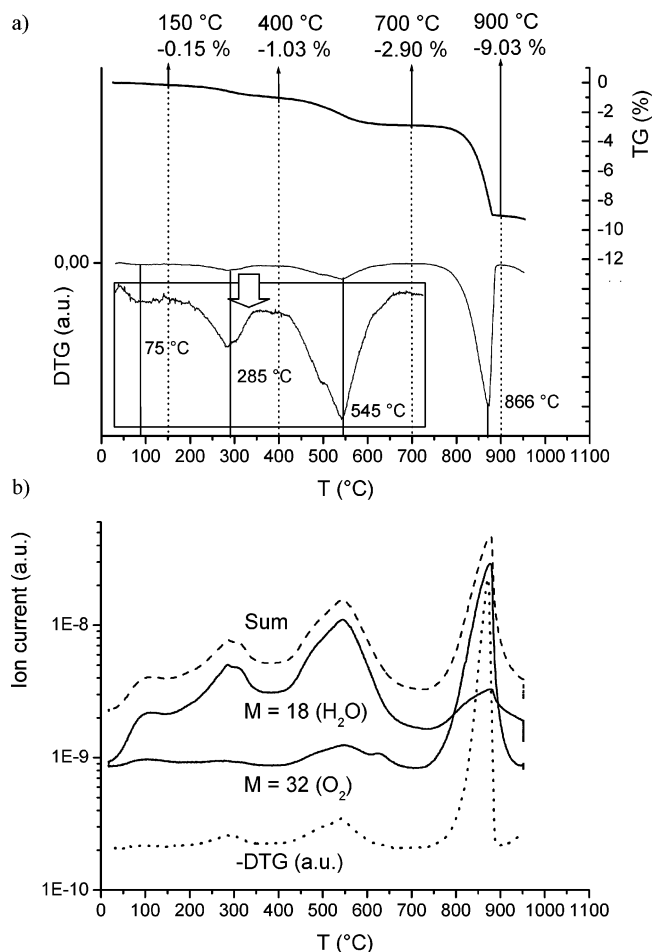 a)
150 °C 400 °C 700 °C 900 °C
-0.15 % -1.03 % -2.90 % -9.03 %
0
-2
-4
-6
-8
-10
-12
TG (%)
0,00
DTG (a.u.)
75 °C
285 °C
545 °C
866 °C
0 100 200 300 400 500 600 700 800 900 1000 1100
T (°C)
b)
Ion current (a.u.)
1E-8
1E-9
1E-10
Sum
M = 18 (H₂O)
M = 32 (O₂)
-DTG (a.u.)
0 100 200 300 400 500 600 700 800 900 1000 1100
T (°C)